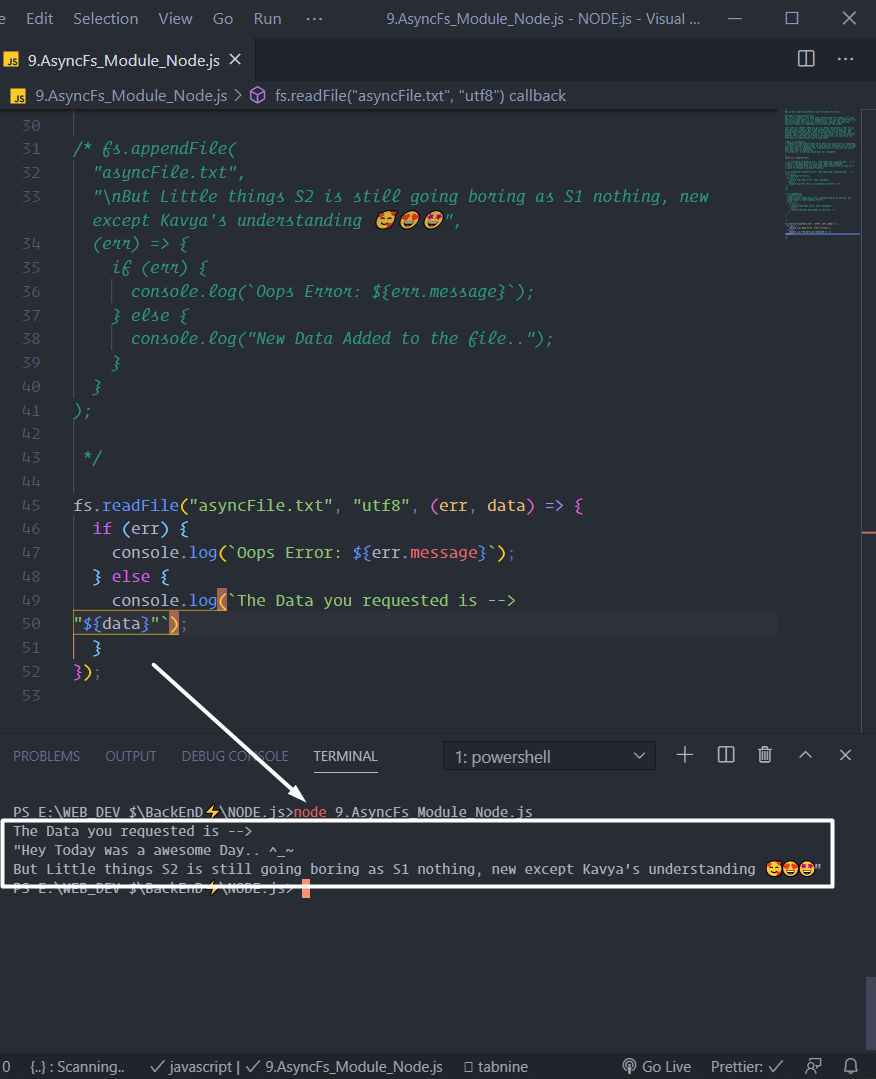 e Edit Selection View Go Run ··· 9.AsyncFs_Module_Node.js - NODE.js - Visual ...
JS 9.AsyncFs_Module_Node.js
JS 9.AsyncFs_Module_Node.js > fs.readFile("asyncFile.txt", "utf8") callback
30
31 /* fs.appendFile(
32 "asyncFile.txt",
33 "\nBut Little things S2 is still going boring as S1 nothing, new
except Kavya's understanding 🥰😍🤩",
34 (err) => {
35 if (err) {
36 console.log(`Oops Error: ${err.message}`);
37 } else {
38 console.log("New Data Added to the file..");
39 }
40 }
41 );
42
43 */
44
45 fs.readFile("asyncFile.txt", "utf8", (err, data) => {
46 if (err) {
47 console.log(`Oops Error: ${err.message}`);
48 } else {
49 console.log(`The Data you requested is -->
50 "${data}"`);
51 }
52 });
53
PROBLEMS OUTPUT DEBUG CONSOLE TERMINAL 1: powershell
PS E:\WEB_DEV $\BackEnD⚡\NODE.js>node 9.AsyncFs_Module_Node.js
The Data you requested is -->
"Hey Today was a awesome Day.. ^_~
But Little things S2 is still going boring as S1 nothing, new except Kavya's understanding 🥰😍🤩"
PS E:\WEB_DEV $\BackEnD⚡\NODE.js>
0 {..} : Scanning.. ✓ javascript | ✓ 9.AsyncFs_Module_Node.js □ tabnine Go Live Prettier: ✓